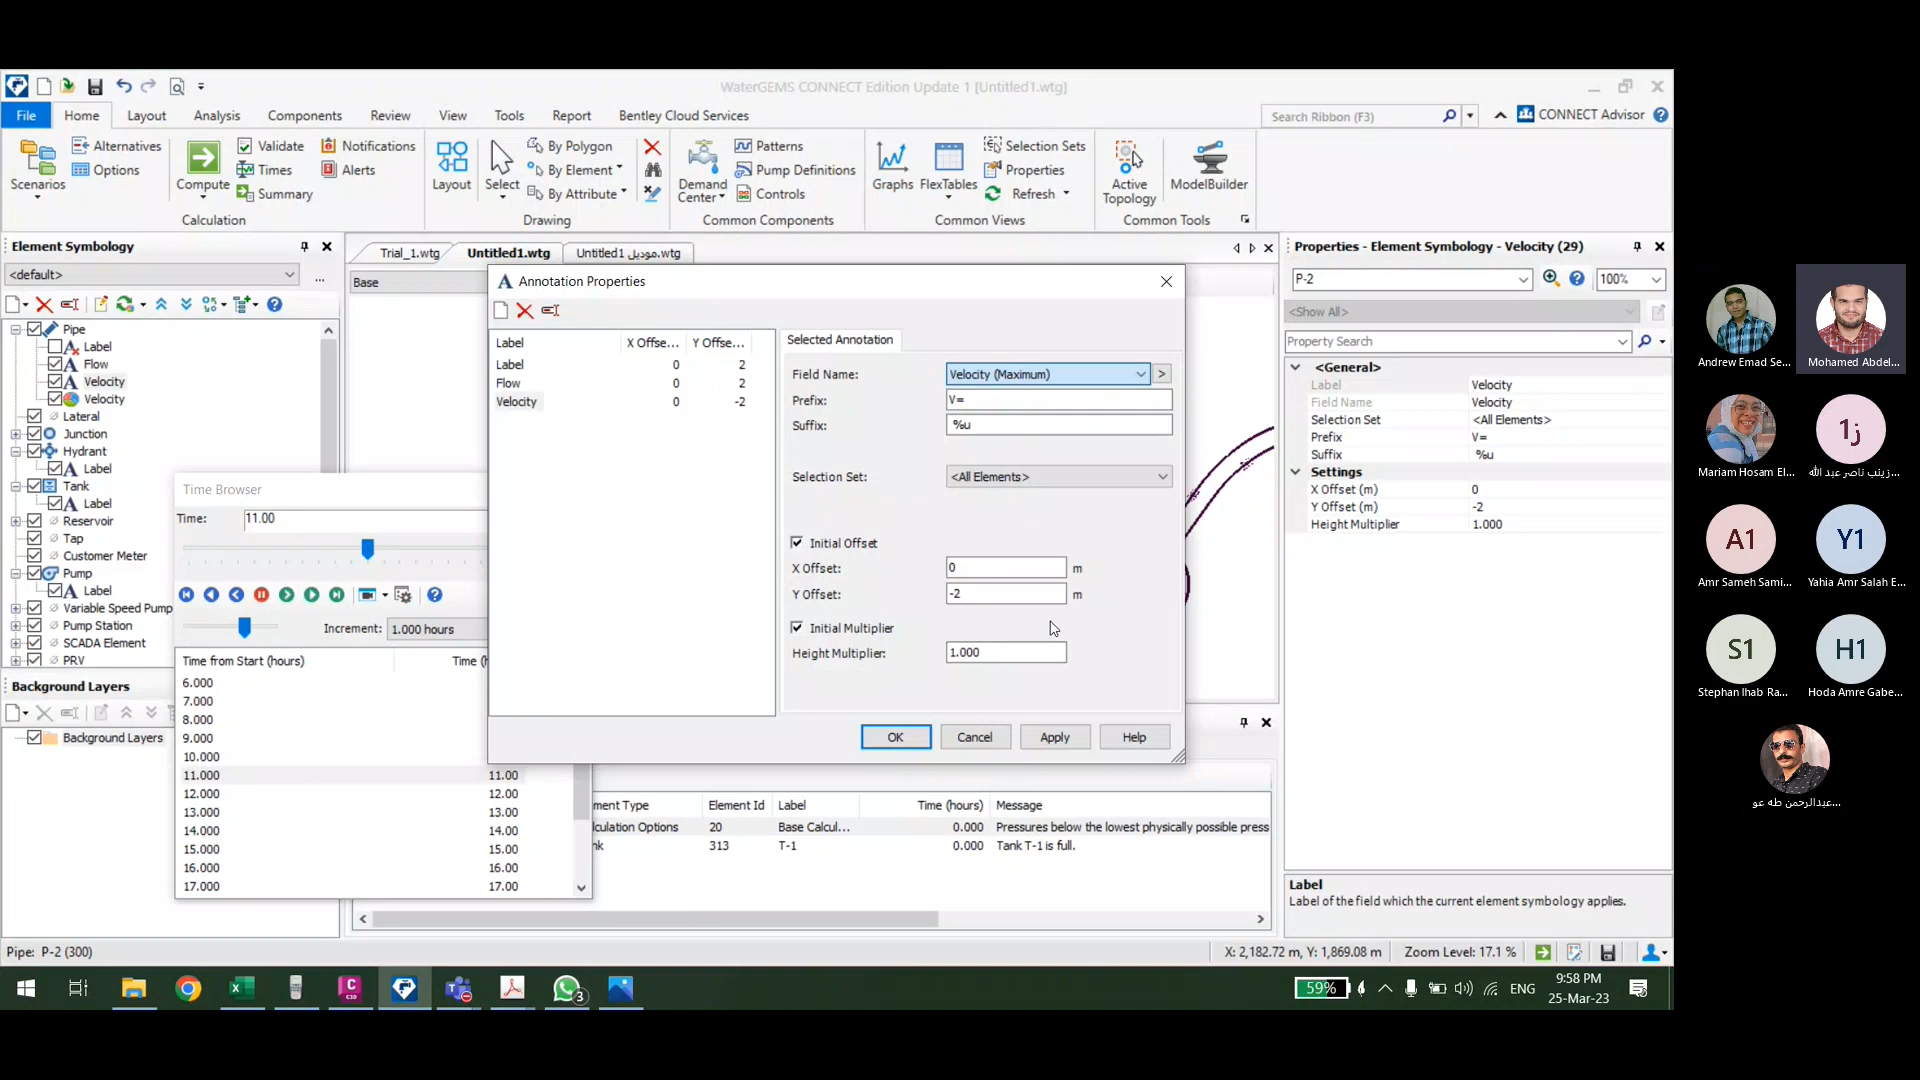 WaterGEMS CONNECT Edition Update 1 [Untitled1.wtg]
File Home Layout Analysis Components Review View Tools Report Bentley Cloud Services
Search Ribbon (F3) CONNECT Advisor
Scenarios Alternatives Options
Compute Validate Times Summary Notifications Alerts
Calculation
Layout Select By Polygon By Element By Attribute
Drawing
Demand Center Patterns Pump Definitions Controls
Common Components
Graphs FlexTables Selection Sets Properties Refresh
Common Views
Active Topology ModelBuilder
Common Tools
Element Symbology
<default>
...
Pipe
Label
Flow
Velocity
Velocity
Lateral
Junction
Hydrant
Label
Tank
Label
Reservoir
Tap
Customer Meter
Pump
Label
Variable Speed Pump
Pump Station
SCADA Element
PRV
Background Layers
Background Layers
Trial_1.wtg Untitled1.wtg Untitled1 موديل.wtg
Base
Time Browser
Time: 11.00
Increment: 1.000 hours
Time from Start (hours) Time (h
6.000
7.000
8.000
9.000
10.000
11.000 11.00
12.000 12.00
13.000 13.00
14.000 14.00
15.000 15.00
16.000 16.00
17.000 17.00
Annotation Properties
Label X Offse... Y Offse...
Label 0 2
Flow 0 2
Velocity 0 -2
Selected Annotation
Field Name: Velocity (Maximum) >
Prefix: V=
Suffix: %u
Selection Set: <All Elements>
Initial Offset
X Offset: 0 m
Y Offset: -2 m
Initial Multiplier
Height Multiplier: 1.000
OK Cancel Apply Help
ment Type Element Id Label Time (hours) Message
lculation Options 20 Base Calcul... 0.000 Pressures below the lowest physically possible press
nk 313 T-1 0.000 Tank T-1 is full.
Properties - Element Symbology - Velocity (29)
P-2 100%
<Show All>
Property Search
<General>
Label Velocity
Field Name Velocity
Selection Set <All Elements>
Prefix V=
Suffix %u
Settings
X Offset (m) 0
Y Offset (m) -2
Height Multiplier 1.000
Label
Label of the field which the current element symbology applies.
Pipe: P-2 (300)
X: 2,182.72 m, Y: 1,869.08 m Zoom Level: 17.1 %
59% ENG 9:58 PM
25-Mar-23
3
C
C3D
Andrew Emad Se... Mohamed Abdel...
Mariam Hosam El... زينب ناصر عبد الله...
ز1
A1 Y1
Amr Sameh Sami... Yahia Amr Salah E...
S1 H1
Stephan Ihab Ra... Hoda Amre Gabe...
عبدالرحمن طه عو...